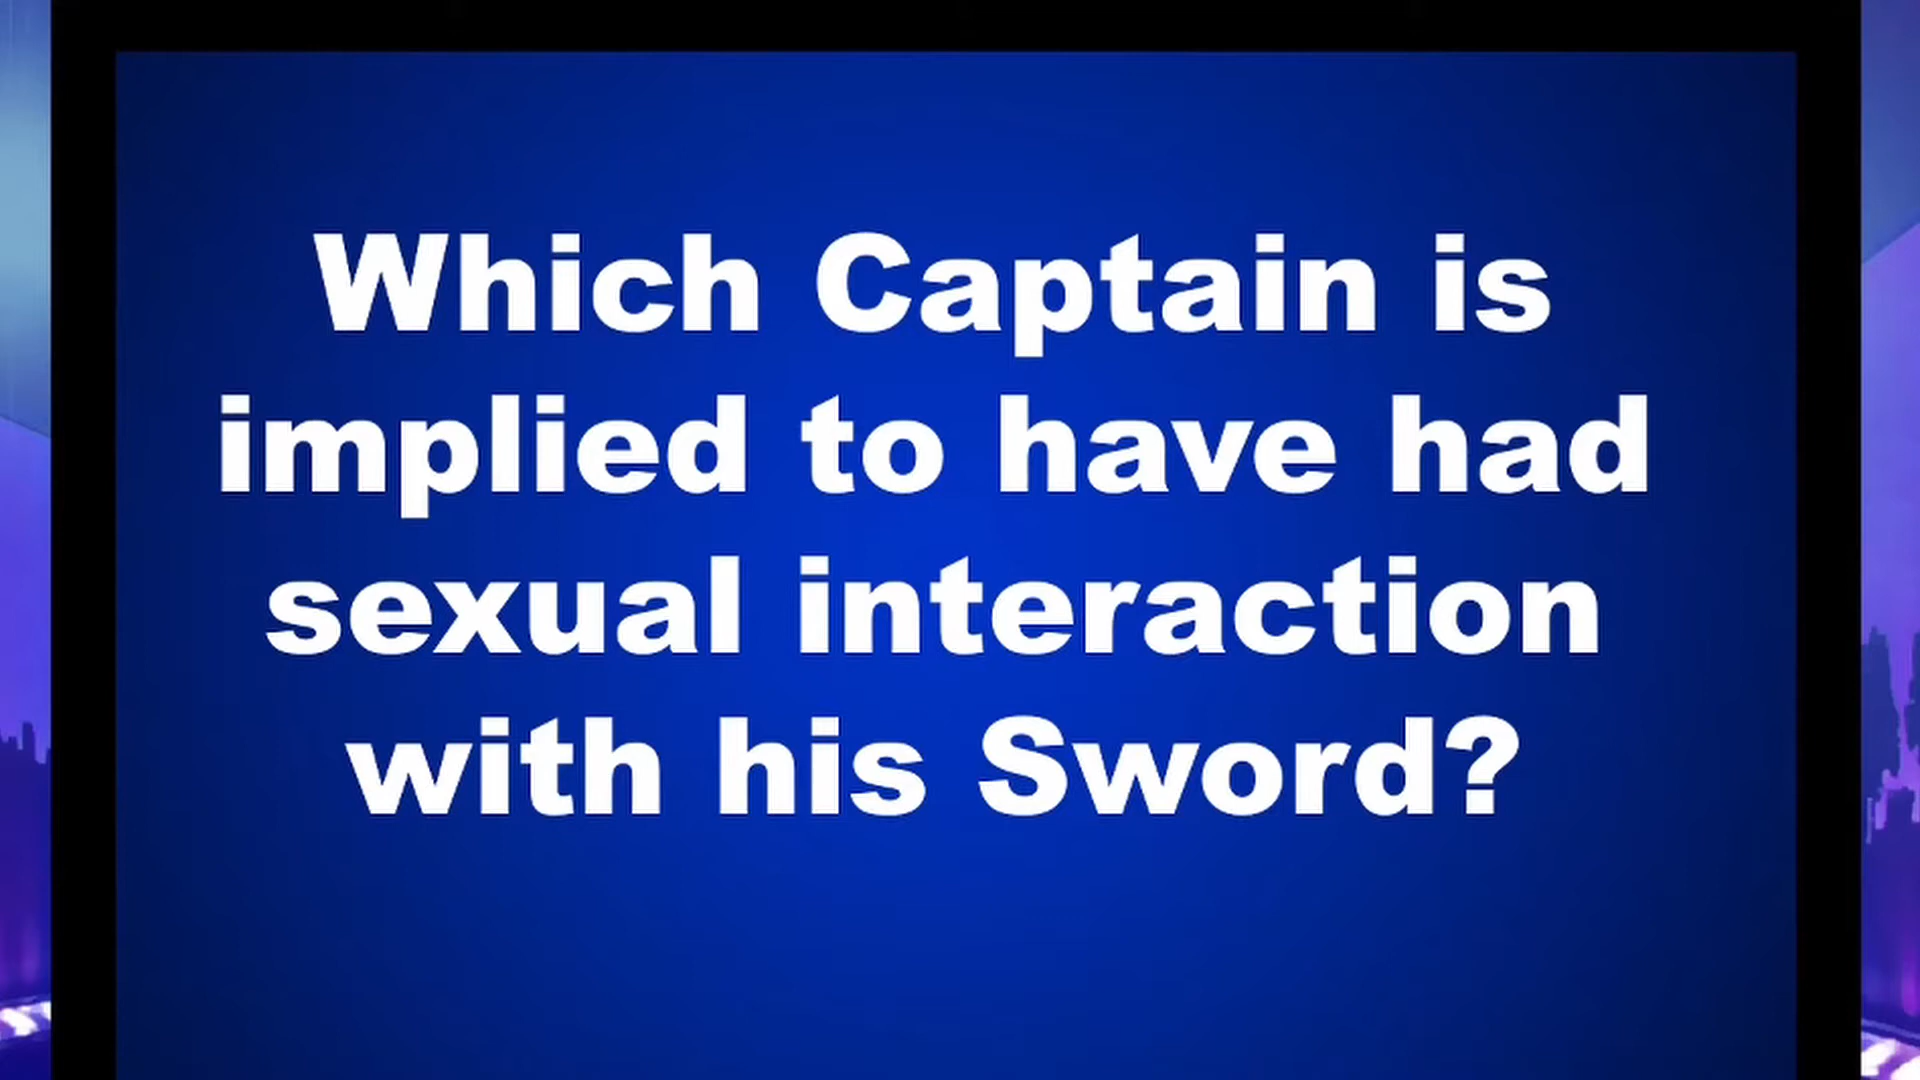 Which Captain is
implied to have had
sexual interaction
with his Sword?